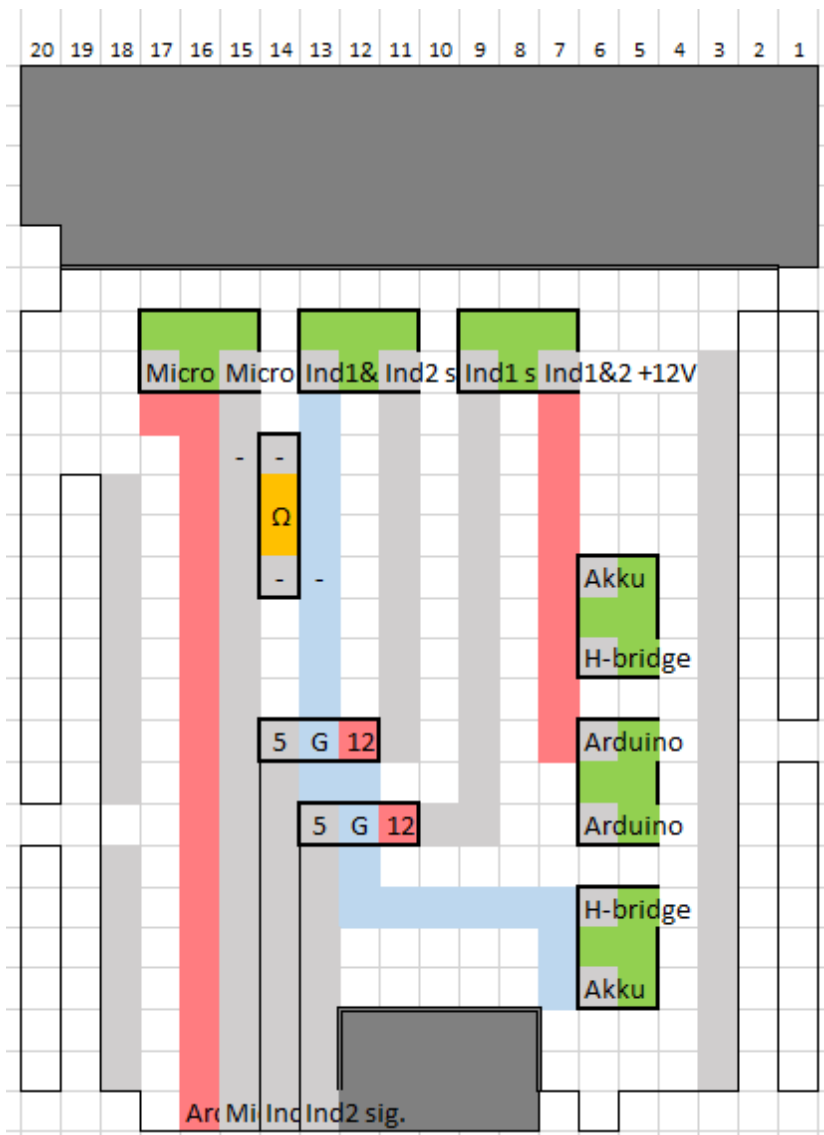 20 19 18 17 16 15 14 13 12 11 10 9 8 7 6 5 4 3 2 1
Micro Micro Ind1& Ind2 s Ind1 s Ind1&2 +12V
- -
Ω
- - Akku
H-bridge
5 G 12 Arduino
5 G 12 Arduino
H-bridge
Akku
Arc Mi Inc Ind2 sig.